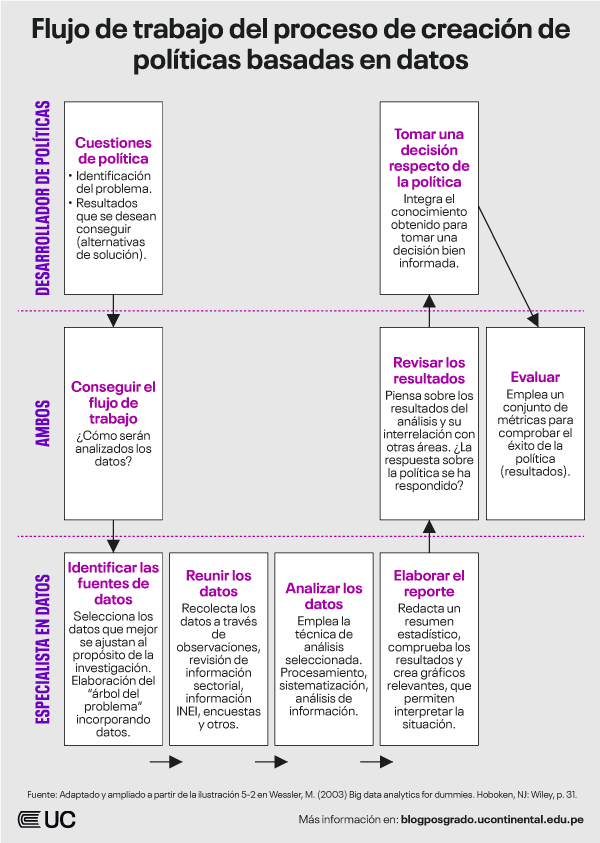 Flujo de trabajo del proceso de creación de
políticas basadas en datos
DESARROLLADOR DE POLÍTICAS
Cuestiones
de política
• Identificación
del problema.
• Resultados
que se desean
conseguir
(alternativas
de solución).
Tomar una
decisión
respecto de
la política
Integra el
conocimiento
obtenido para
tomar una
decisión bien
informada.
AMBOS
Conseguir el
flujo de
trabajo
¿Cómo serán
analizados los
datos?
Revisar los
resultados
Piensa sobre los
resultados del
análisis y su
interrelación con
otras áreas. ¿La
respuesta sobre
la política se ha
respondido?
Evaluar
Emplea un
conjunto de
métricas para
comprobar el
éxito de la
política
(resultados).
ESPECIALISTA EN DATOS
Identificar las
fuentes de
datos
Selecciona los
datos que mejor
se ajustan al
propósito de la
investigación.
Elaboración del
“árbol del
problema”
incorporando
datos.
Reunir los
datos
Recolecta los
datos a través
de
observaciones,
revisión de
información
sectorial,
información
INEI, encuestas
y otros.
Analizar los
datos
Emplea la
técnica de
análisis
seleccionada.
Procesamiento,
sistematización,
análisis de
información.
Elaborar el
reporte
Redacta un
resumen
estadístico,
comprueba los
resultados y
crea gráficos
relevantes, que
permiten
interpretar la
situación.
Fuente: Adaptado y ampliado a partir de la ilustración 5-2 en Wessler, M. (2003) Big data analytics for dummies. Hoboken, NJ: Wiley, p. 31.
UC
Más información en: blogposgrado.ucontinental.edu.pe